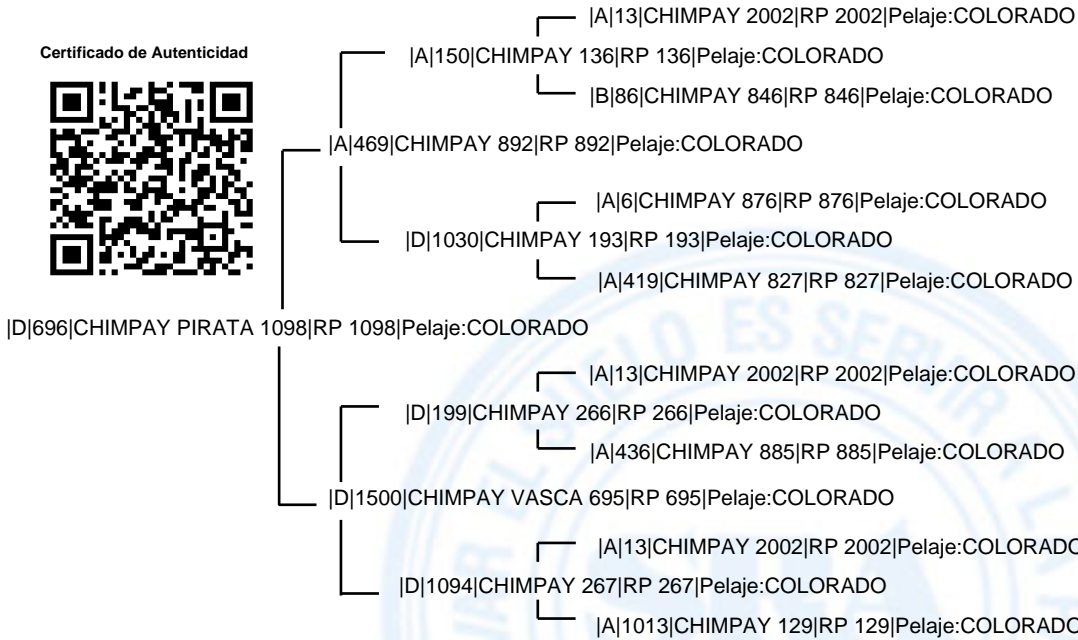 |A|13|CHIMPAY 2002|RP 2002|Pelaje:COLORADO
Certificado de Autenticidad
|A|150|CHIMPAY 136|RP 136|Pelaje:COLORADO
|B|86|CHIMPAY 846|RP 846|Pelaje:COLORADO
|A|469|CHIMPAY 892|RP 892|Pelaje:COLORADO
|A|6|CHIMPAY 876|RP 876|Pelaje:COLORADO
|D|1030|CHIMPAY 193|RP 193|Pelaje:COLORADO
|A|419|CHIMPAY 827|RP 827|Pelaje:COLORADO
|D|696|CHIMPAY PIRATA 1098|RP 1098|Pelaje:COLORADO
|A|13|CHIMPAY 2002|RP 2002|Pelaje:COLORADO
|D|199|CHIMPAY 266|RP 266|Pelaje:COLORADO
|A|436|CHIMPAY 885|RP 885|Pelaje:COLORADO
|D|1500|CHIMPAY VASCA 695|RP 695|Pelaje:COLORADO
|A|13|CHIMPAY 2002|RP 2002|Pelaje:COLORADO
|D|1094|CHIMPAY 267|RP 267|Pelaje:COLORADO
|A|1013|CHIMPAY 129|RP 129|Pelaje:COLORADO
ES SERVIR LA